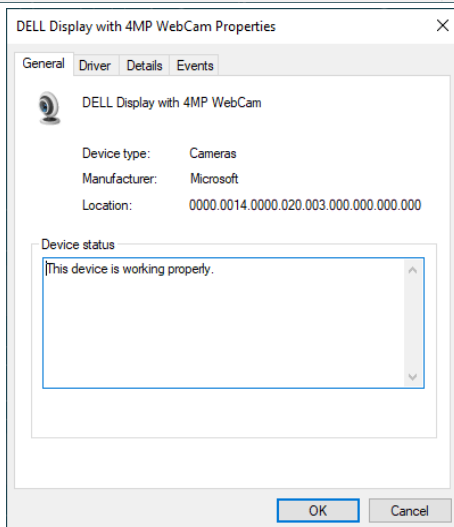 DELL Display with 4MP WebCam Properties
General Driver Details Events
DELL Display with 4MP WebCam
Device type: Cameras
Manufacturer: Microsoft
Location: 0000.0014.0000.020.003.000.000.000.000
Device status
This device is working properly.
OK Cancel